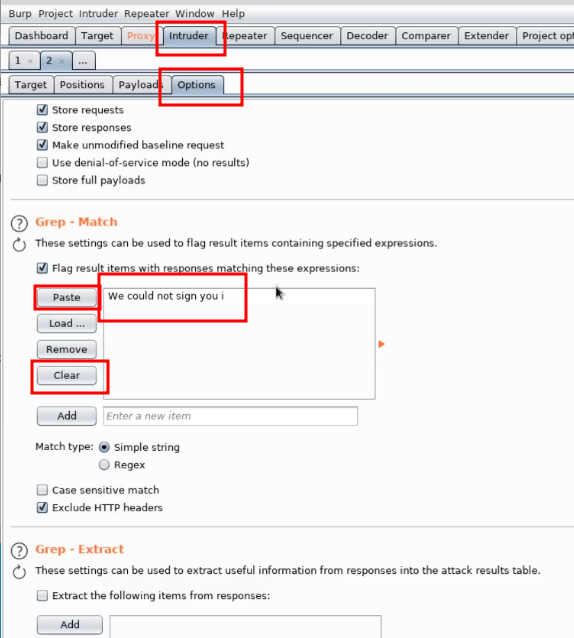 Burp Project Intruder Repeater Window Help
Dashboard Target Proxy Intruder Repeater Sequencer Decoder Comparer Extender Project opt
1 × 2 × ...
Target Positions Payloads Options
Store requests
Store responses
Make unmodified baseline request
Use denial-of-service mode (no results)
Store full payloads
? Grep - Match
These settings can be used to flag result items containing specified expressions.
Flag result items with responses matching these expressions:
Paste We could not sign you i
Load ...
Remove
Clear
Add Enter a new item
Match type: Simple string
Regex
Case sensitive match
Exclude HTTP headers
? Grep - Extract
These settings can be used to extract useful information from responses into the attack results table.
Extract the following items from responses:
Add